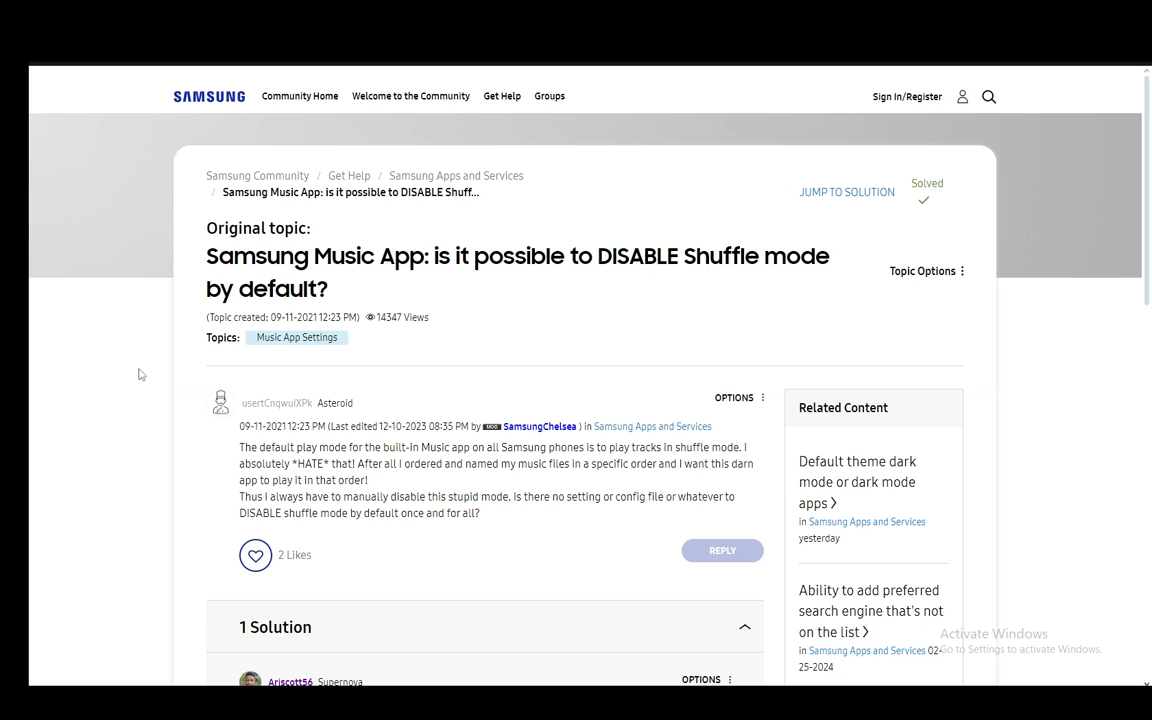 SAMSUNG Community Home Welcome to the Community Get Help Groups Sign In/Register
Samsung Community / Get Help / Samsung Apps and Services
/ Samsung Music App: is it possible to DISABLE Shuff...
JUMP TO SOLUTION
Solved
Original topic:
Samsung Music App: is it possible to DISABLE Shuffle mode
by default?
Topic Options
(Topic created: 09-11-2021 12:23 PM) 14347 Views
Topics: Music App Settings
usertCnqwuIXPk Asteroid
OPTIONS
09-11-2021 12:23 PM (Last edited 12-10-2023 08:35 PM by MOD SamsungChelsea ) in Samsung Apps and Services
The default play mode for the built-in Music app on all Samsung phones is to play tracks in shuffle mode. I
absolutely *HATE* that! After all I ordered and named my music files in a specific order and I want this darn
app to play it in that order!
Thus I always have to manually disable this stupid mode. Is there no setting or config file or whatever to
DISABLE shuffle mode by default once and for all?
2 Likes
REPLY
1 Solution
Ariscott56 Supernova
OPTIONS
Related Content
Default theme dark
mode or dark mode
apps
in Samsung Apps and Services
yesterday
Ability to add preferred
search engine that's not
on the list
in Samsung Apps and Services 02-
25-2024
Activate Windows
Go to Settings to activate Windows.